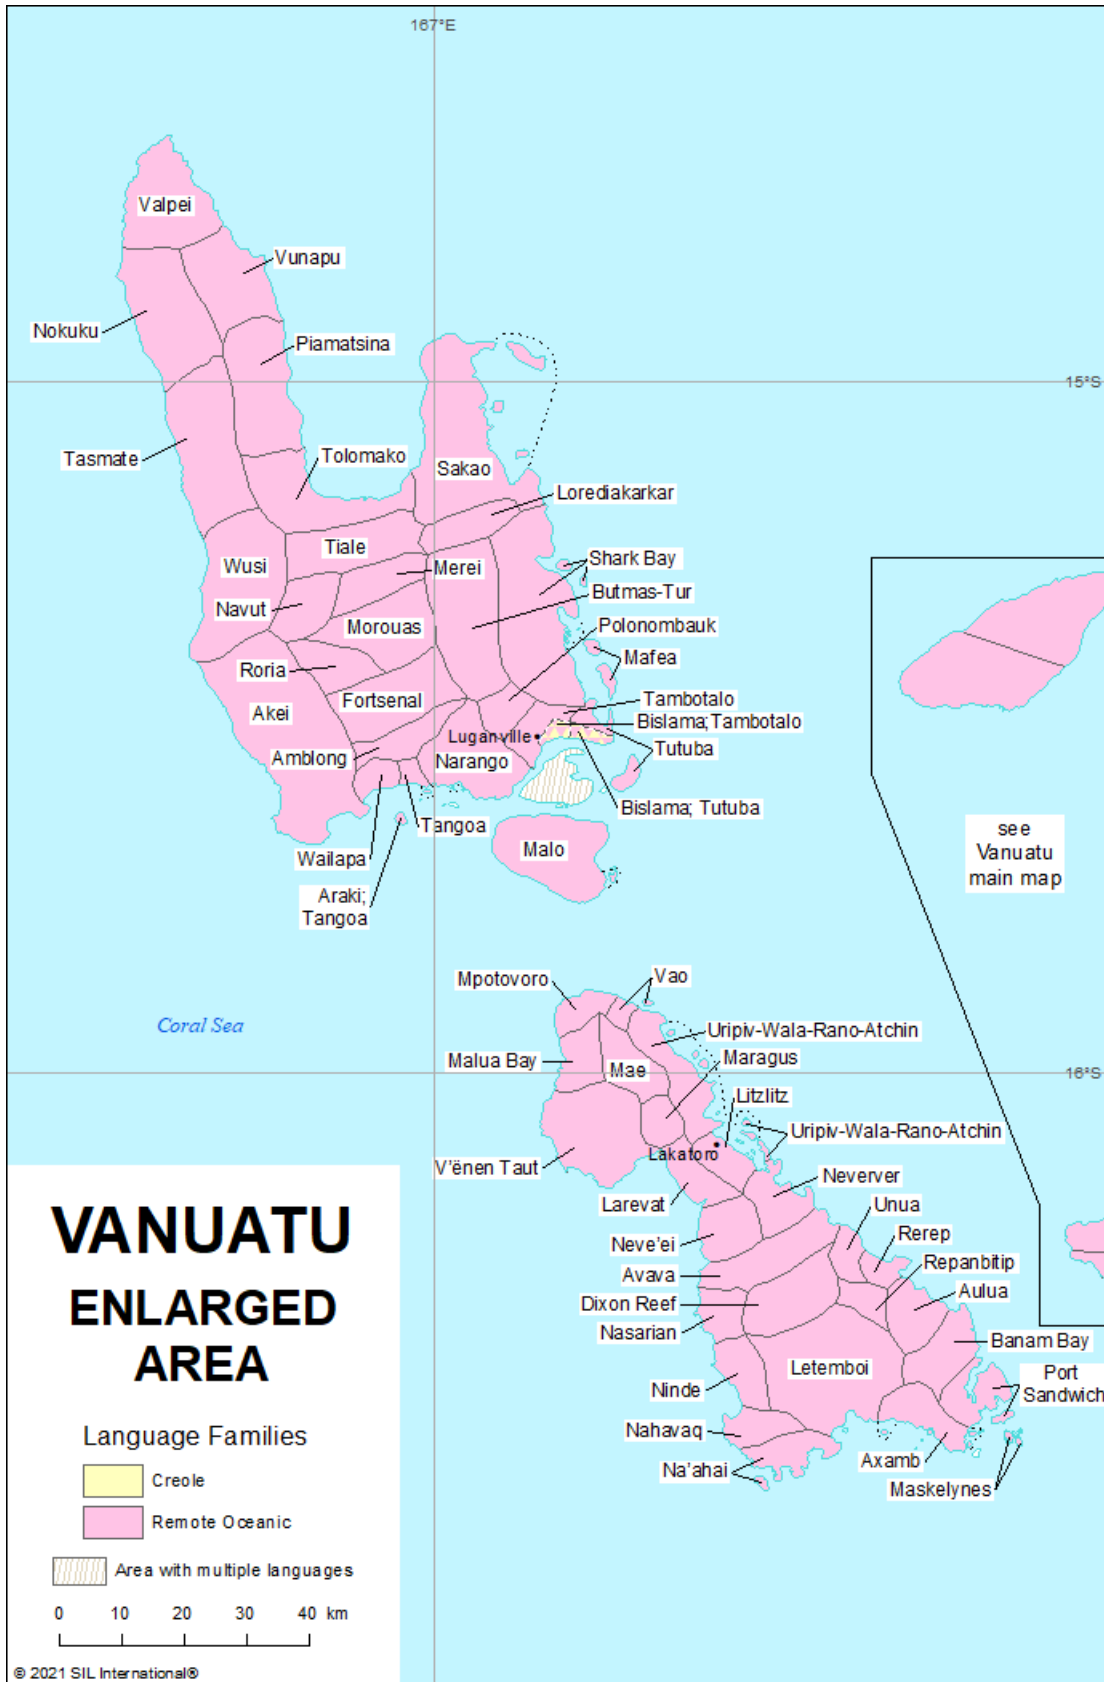 167°E
Valpei
Vunapu
Nokuku
Piamatsina
15°S
Tasmate
Tolomako
Sakao
Lorediakarkar
Tiale
Wusi
Merei
Shark Bay
Butmas-Tur
Navut
Morouas
Polonombauk
Mafea
Roria
Fortsenal
Tambotalo
Akei
Bislama;Tambotalo
Luganville
Tutuba
Amblong
Narango
Bislama; Tutuba
Tangoa
Wailapa
Malo
Araki;
Tangoa
see
Vanuatu
main map
Mpotovoro
Vao
Coral Sea
Uripiv-Wala-Rano-Atchin
Malua Bay
Mae
Maragus
16°S
Litzlitz
Uripiv-Wala-Rano-Atchin
Lakatoro
V'ënen Taut
Neverver
Larevat
Unua
Rerep
Neve'ei
Repanbitip
Avava
Aulua
Dixon Reef
Nasarian
Banam Bay
Letemboi
Port
Sandwich
Ninde
Nahavaq
Axamb
Na'ahai
Maskelynes
VANUATU
ENLARGED
AREA
Language Families
Creole
Remote Oceanic
Area with multiple languages
0 10 20 30 40 km
© 2021 SIL International®